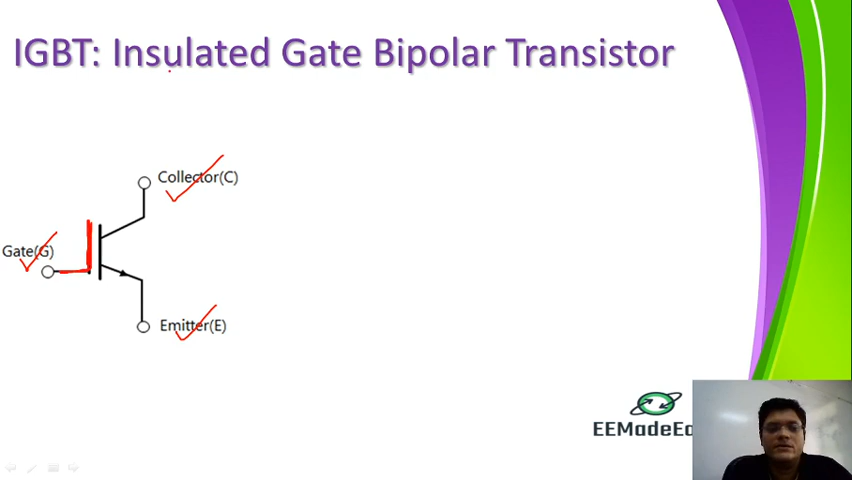 IGBT: Insulated Gate Bipolar Transistor
Collector(C)
Gate(G)
Emitter(E)
EEMadeEa